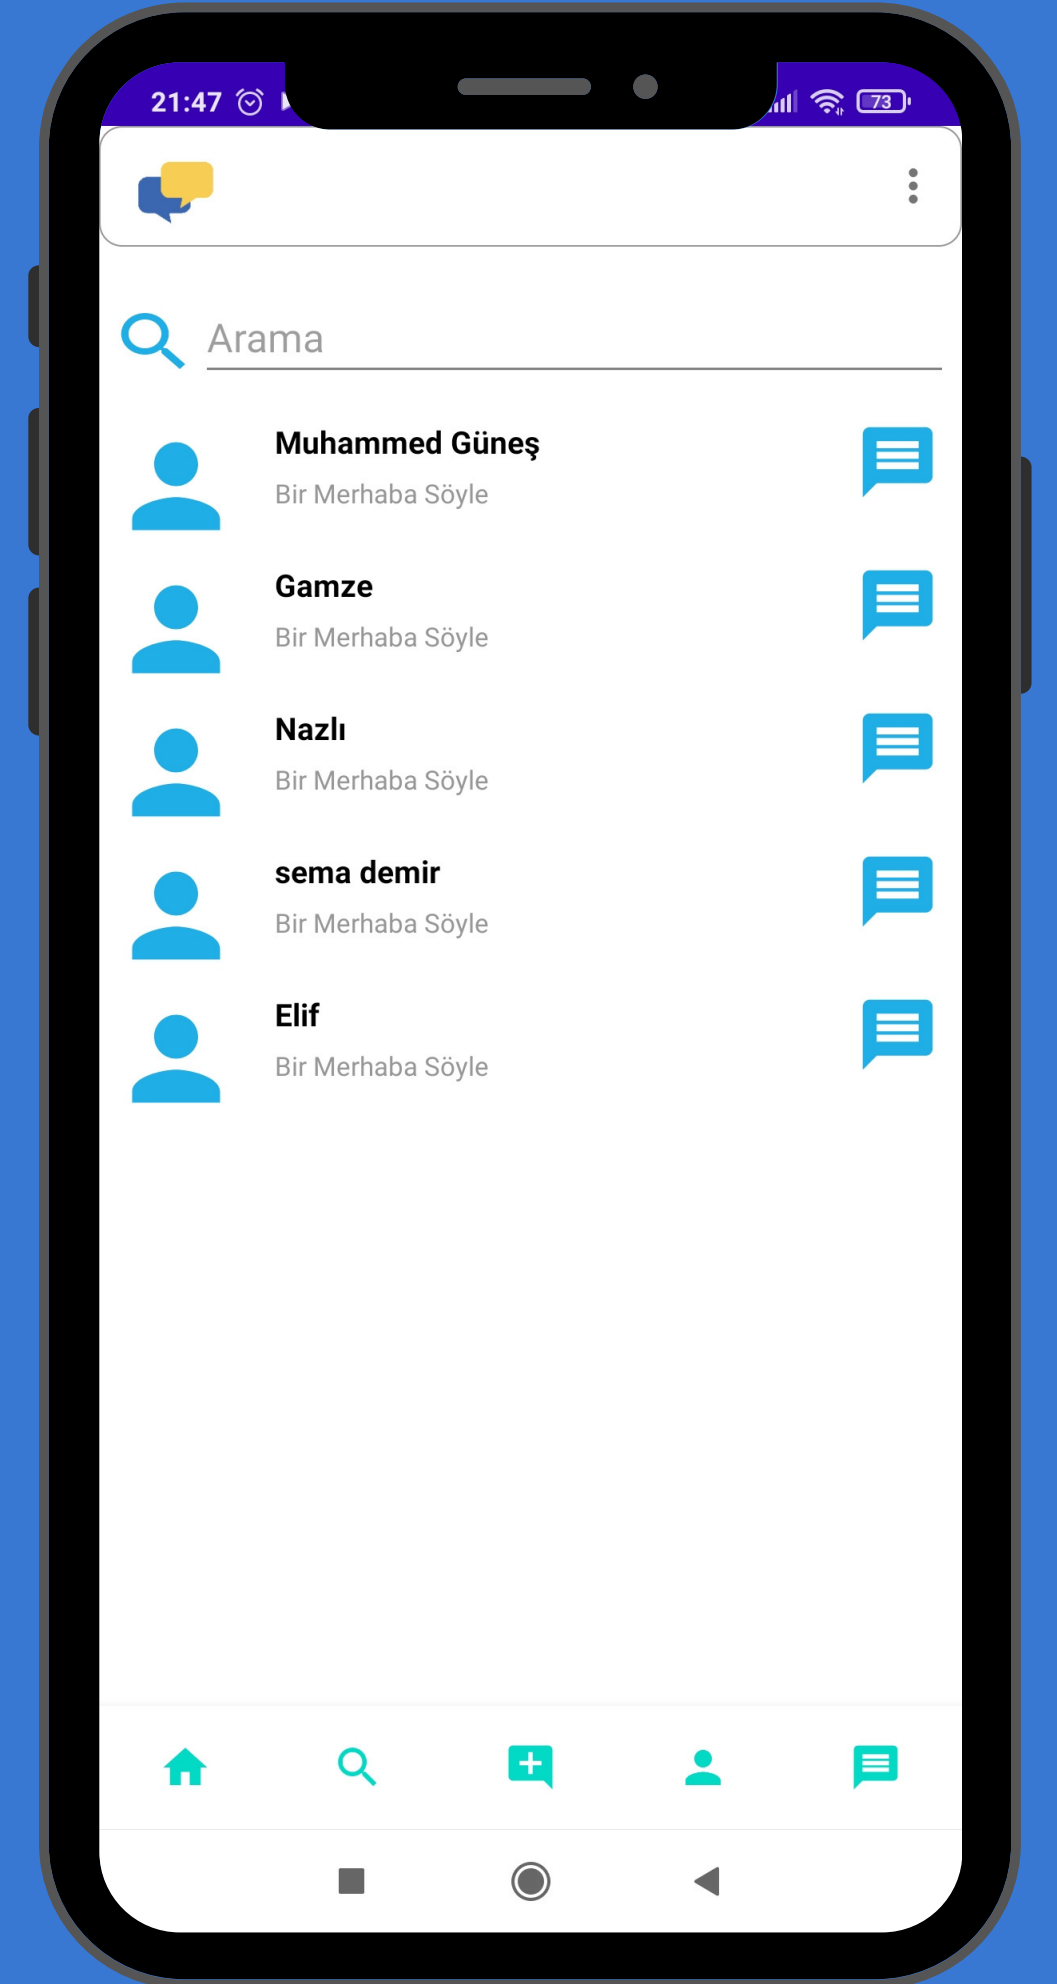 21:47
73
Arama
Muhammed Güneş
Bir Merhaba Söyle
Gamze
Bir Merhaba Söyle
Nazlı
Bir Merhaba Söyle
sema demir
Bir Merhaba Söyle
Elif
Bir Merhaba Söyle